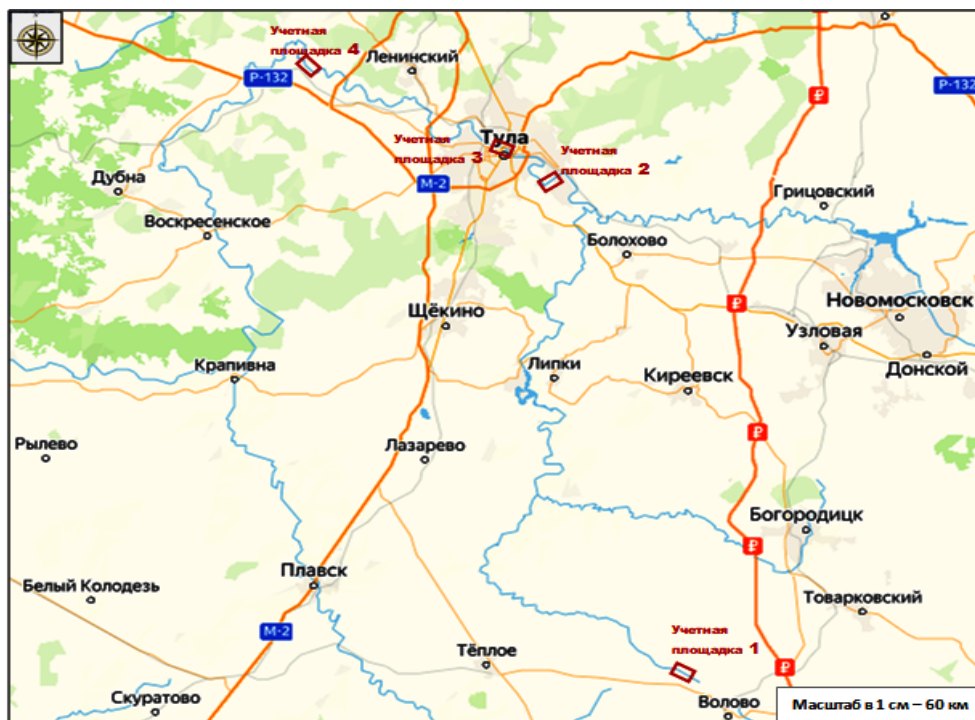 Учетная
площадка 4
Ленинский
Р-132
Р-132
Тула
Учетная
площадка 3
Учетная
площадка 2
Дубна
М-2
Грицовский
Воскресенское
Болохово
Новомосковск
Щёкино
Узловая
Крапивна
Липки
Киреевск
Донской
Рылево
Лазарево
Богородицк
Плавск
Белый Колодезь
Товарковский
М-2
Учетная
площадка 1
Тёплое
Скуратово
Волово
Масштаб в 1 см – 60 км